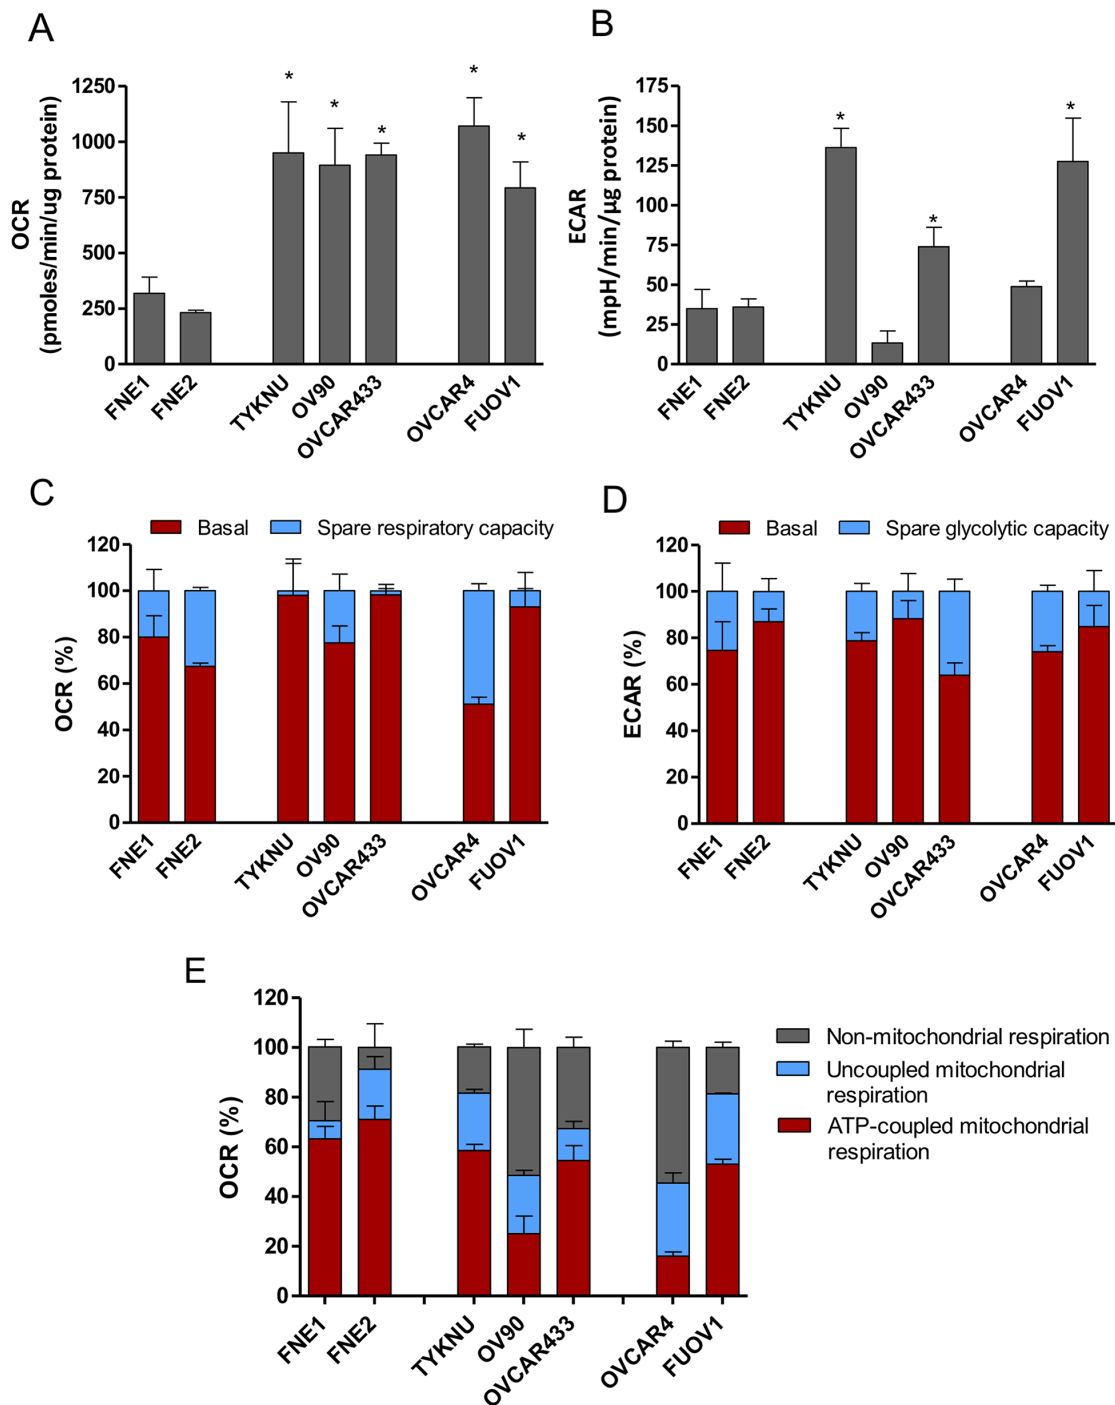 A
OCR
(pmoles/min/ug protein)
1250
1000
750
500
250
0
* * * * *
FNE1 FNE2 TYKNU OV90 OVCAR433 OVCAR4 FUOV1
B
ECAR
(mpH/min/µg protein)
175
150
125
100
75
50
25
0
* * *
FNE1 FNE2 TYKNU OV90 OVCAR433 OVCAR4 FUOV1
C
Basal Spare respiratory capacity
OCR (%)
120
100
80
60
40
20
0
FNE1 FNE2 TYKNU OV90 OVCAR433 OVCAR4 FUOV1
D
Basal Spare glycolytic capacity
ECAR (%)
120
100
80
60
40
20
0
FNE1 FNE2 TYKNU OV90 OVCAR433 OVCAR4 FUOV1
E
OCR (%)
120
100
80
60
40
20
0
FNE1 FNE2 TYKNU OV90 OVCAR433 OVCAR4 FUOV1
Non-mitochondrial respiration
Uncoupled mitochondrial
respiration
ATP-coupled mitochondrial
respiration